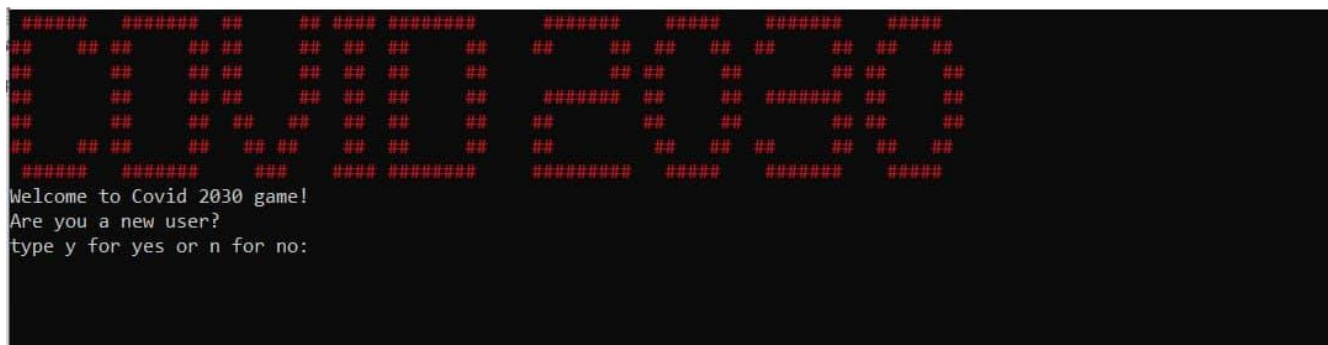 COVID 2030
Welcome to Covid 2030 game!
Are you a new user?
type y for yes or n for no: